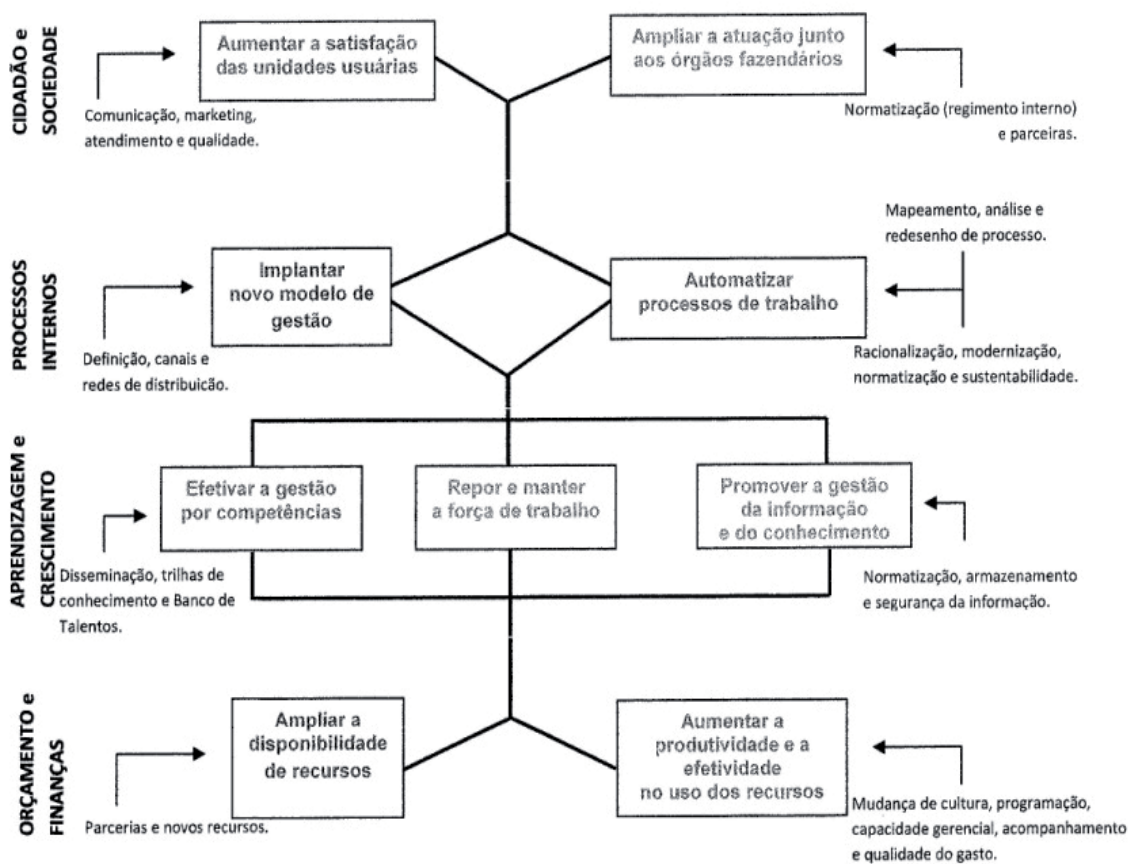 CIDADÃO e
SOCIEDADE
Aumentar a satisfação
das unidades usuárias
Ampliar a atuação junto
aos órgãos fazendários
Comunicação, marketing,
atendimento e qualidade.
Normatização (regimento interno)
e parceiras.
PROCESSOS
INTERNOS
Mapeamento, análise e
redesenho de processo.
Implantar
novo modelo de
gestão
Automatizar
processos de trabalho
Definição, canais e
redes de distribuicão.
Racionalização, modernização,
normatização e sustentabilidade.
APRENDIZAGEM e
CRESCIMENTO
Efetivar a gestão
por competências
Repor e manter
a força de trabalho
Promover a gestão
da informação
e do conhecimento
Disseminação, trilhas de
conhecimento e Banco de
Talentos.
Normatização, armazenamento
e segurança da informação.
ORÇAMENTO e
FINANÇAS
Ampliar a
disponibilidade
de recursos
Aumentar a
produtividade e a
efetividade
no uso dos recursos
Parcerias e novos recursos.
Mudança de cultura, programação,
capacidade gerencial, acompanhamento
e qualidade do gasto.